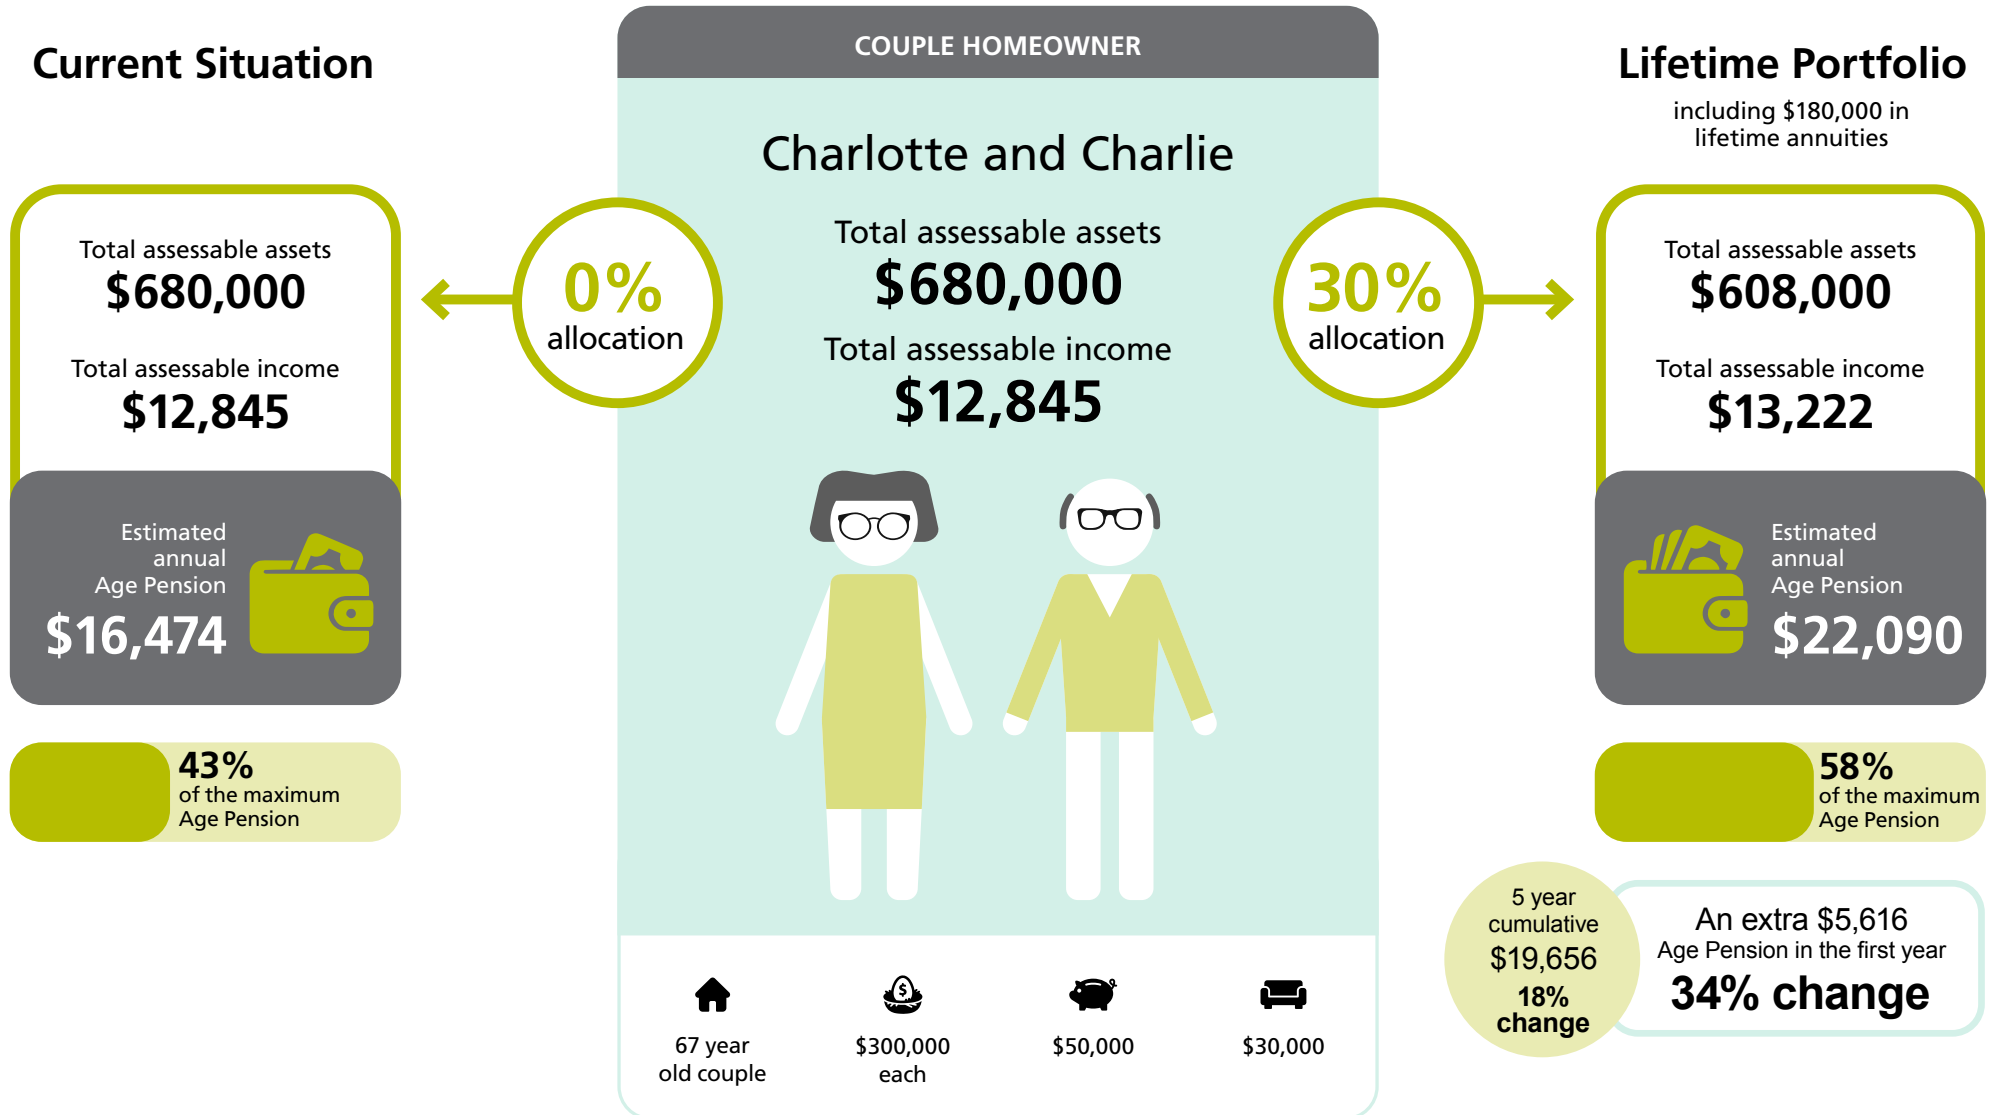 Current Situation
Total assessable assets
$680,000
Total assessable income
$12,845
Estimated
annual
Age Pension
$16,474
43%
of the maximum
Age Pension
0%
allocation
COUPLE HOMEOWNER
Charlotte and Charlie
Total assessable assets
$680,000
Total assessable income
$12,845
67 year
old couple
$
$300,000
each
$50,000
$30,000
30%
allocation
Lifetime Portfolio
including $180,000 in
lifetime annuities
Total assessable assets
$608,000
Total assessable income
$13,222
Estimated
annual
Age Pension
$22,090
58%
of the maximum
Age Pension
5 year
cumulative
$19,656
18%
change
An extra $5,616
Age Pension in the first year
34% change